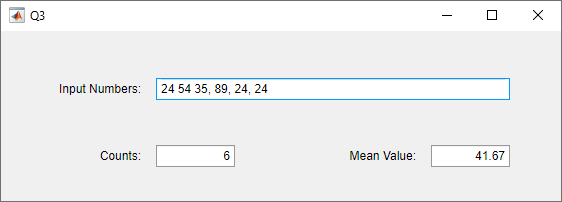 Q3
Input Numbers: 24 54 35, 89, 24, 24
Counts: 6 Mean Value: 41.67